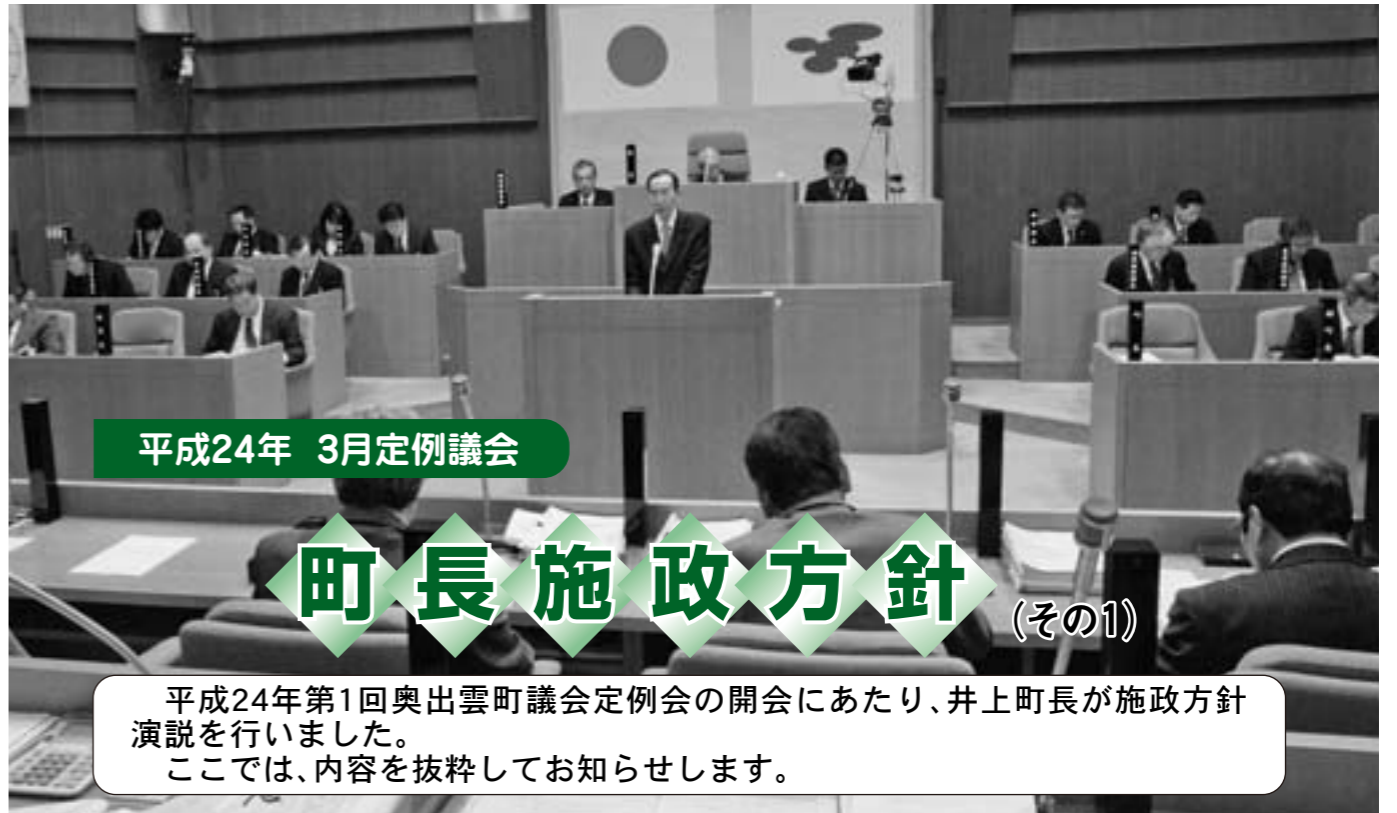 平成24年 3月定例議会
町長施政方針
(その1)
平成24年第1回奥出雲町議会定例会の開会にあたり、井上町長が施政方針
演説を行いました。
ここでは、内容を抜粋してお知らせします。